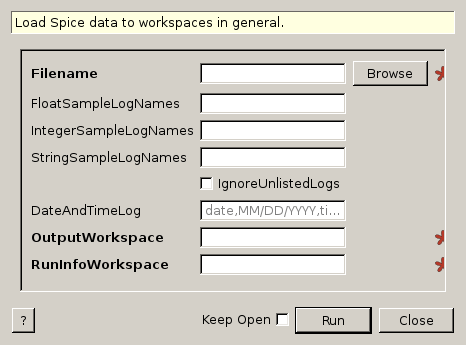 Load Spice data to workspaces in general.
Filename Browse
FloatSampleLogNames
IntegerSampleLogNames
StringSampleLogNames
IgnoreUnlistedLogs
DateAndTimeLog date,MM/DD/YYYY,ti...
OutputWorkspace
RunInfoWorkspace
? Keep Open Run Close